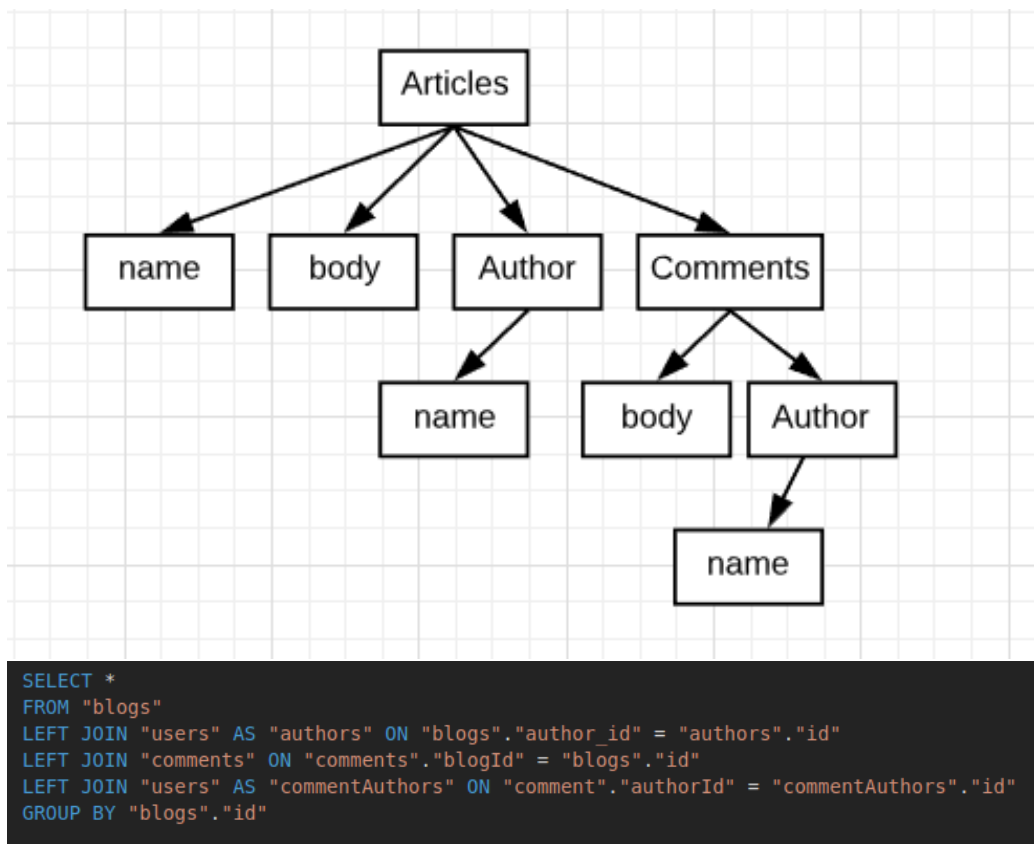 Articles
name
body
Author
Comments
name
body
Author
name
SELECT *
FROM "blogs"
LEFT JOIN "users" AS "authors" ON "blogs"."author_id" = "authors"."id"
LEFT JOIN "comments" ON "comments"."blogId" = "blogs"."id"
LEFT JOIN "users" AS "commentAuthors" ON "comment"."authorId" = "commentAuthors"."id"
GROUP BY "blogs"."id"